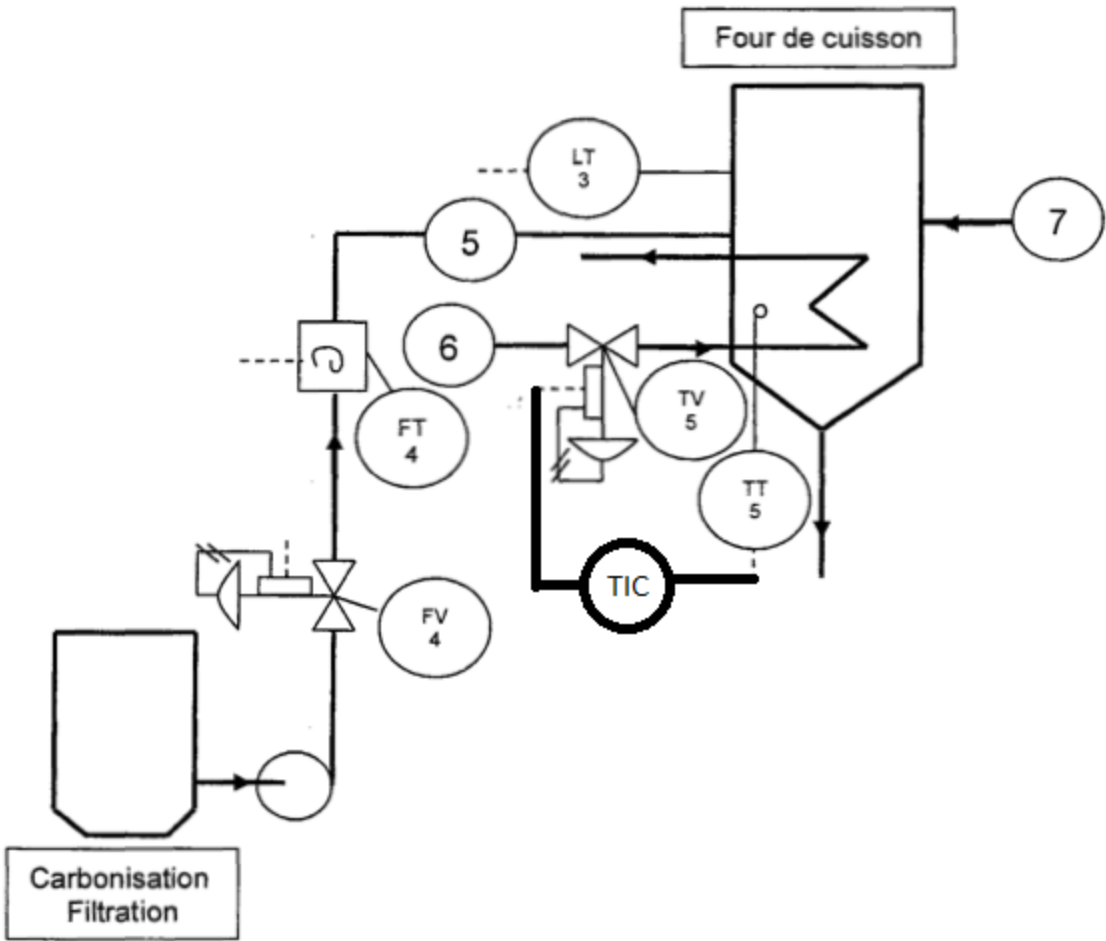 Four de cuisson
LT
3
5
7
6
TV
5
FT
4
TT
5
TIC
FV
4
Carbonisation
Filtration